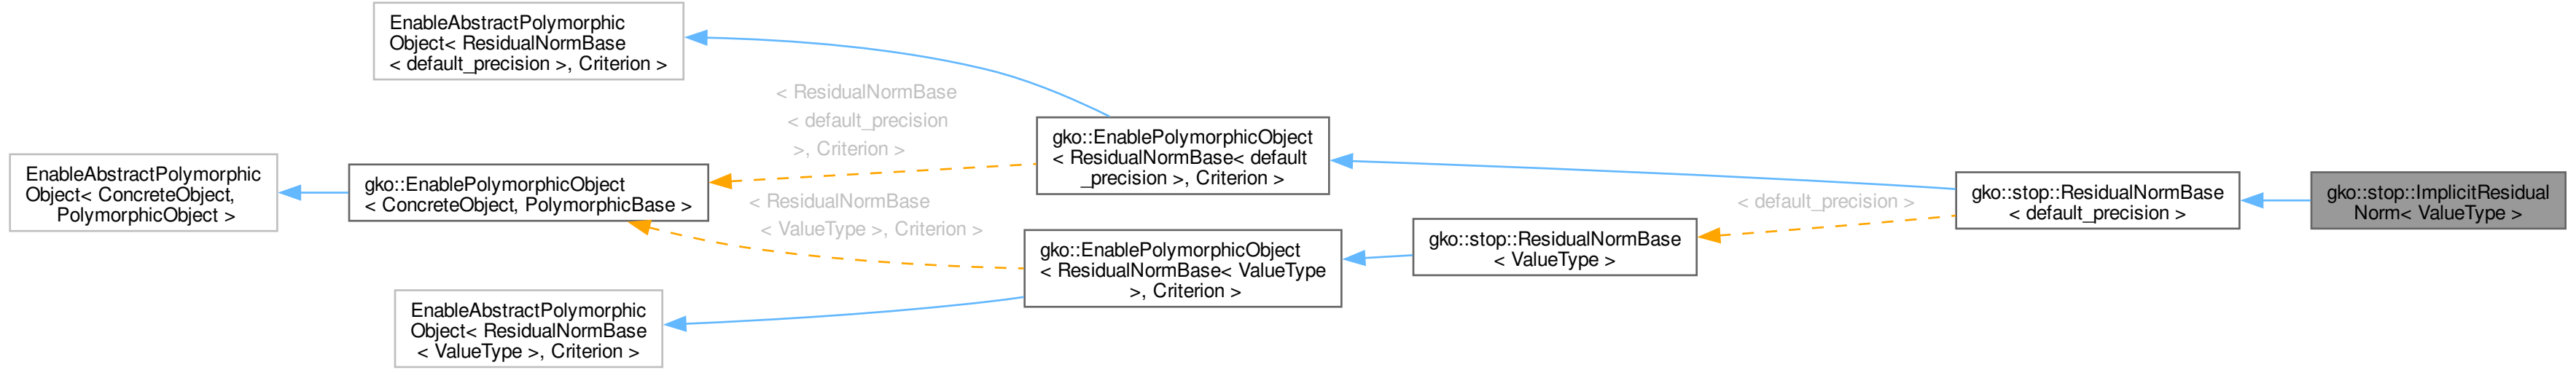 EnableAbstractPolymorphic
Object< ResidualNormBase
< default_precision >, Criterion >
< ResidualNormBase
< default_precision
>, Criterion >
EnableAbstractPolymorphic
Object< ConcreteObject,
PolymorphicObject >
gko::EnablePolymorphicObject
< ConcreteObject, PolymorphicBase >
< ResidualNormBase
< ValueType >, Criterion >
EnableAbstractPolymorphic
Object< ResidualNormBase
< ValueType >, Criterion >
gko::EnablePolymorphicObject
< ResidualNormBase< default
_precision >, Criterion >
gko::EnablePolymorphicObject
< ResidualNormBase< ValueType
>, Criterion >
gko::stop::ResidualNormBase
< ValueType >
< default_precision >
gko::stop::ResidualNormBase
< default_precision >
gko::stop::ImplicitResidual
Norm< ValueType >